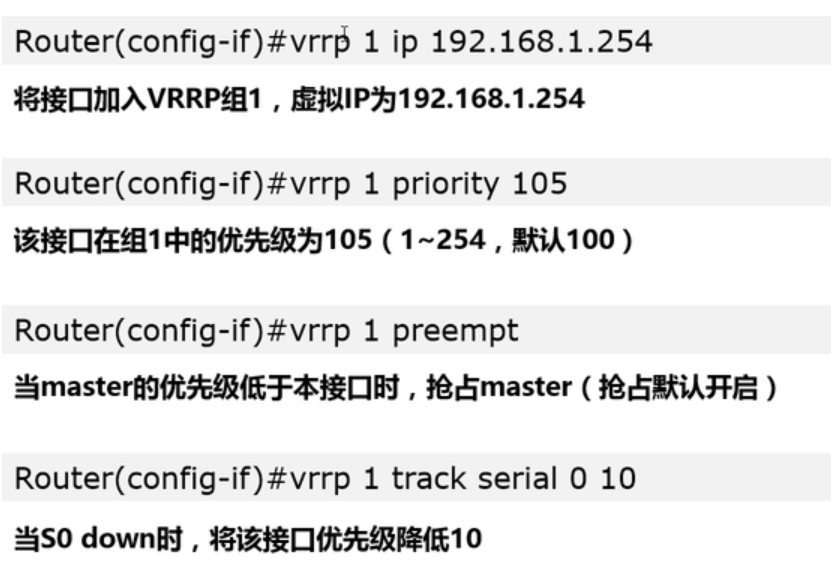 Router(config-if)#vrrp 1 ip 192.168.1.254
将接口加入VRRP组1，虚拟IP为192.168.1.254
Router(config-if)#vrrp 1 priority 105
该接口在组1中的优先级为105（1~254，默认100）
Router(config-if)#vrrp 1 preempt
当master的优先级低于本接口时，抢占master（抢占默认开启）
Router(config-if)#vrrp 1 track serial 0 10
当S0 down时，将该接口优先级降低10